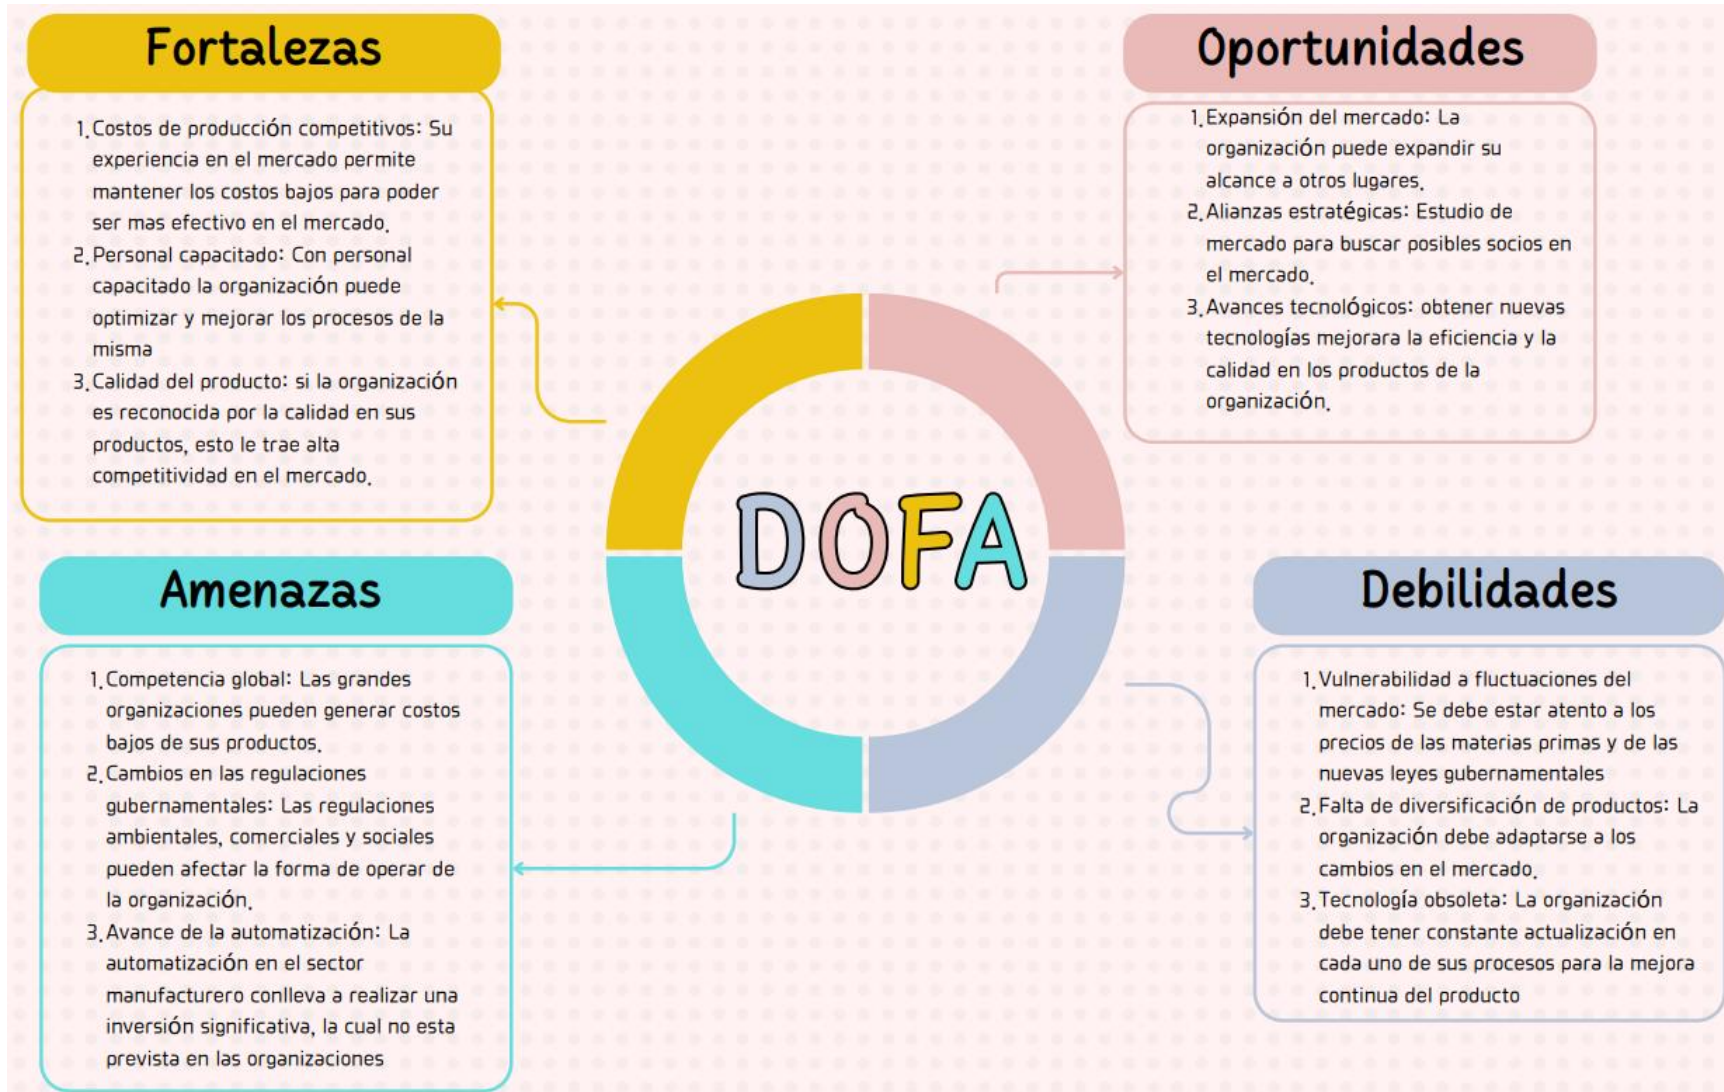 Fortalezas
1. Costos de producción competitivos: Su
experiencia en el mercado permite
mantener los costos bajos para poder
ser mas efectivo en el mercado.
2. Personal capacitado: Con personal
capacitado la organización puede
optimizar y mejorar los procesos de la
misma
3. Calidad del producto: si la organización
es reconocida por la calidad en sus
productos, esto le trae alta
competitividad en el mercado.
Oportunidades
1. Expansión del mercado: La
organización puede expandir su
alcance a otros lugares.
2. Alianzas estratégicas: Estudio de
mercado para buscar posibles socios en
el mercado.
3. Avances tecnológicos: obtener nuevas
tecnologías mejorara la eficiencia y la
calidad en los productos de la
organización.
DOFA
Amenazas
1. Competencia global: Las grandes
organizaciones pueden generar costos
bajos de sus productos.
2. Cambios en las regulaciones
gubernamentales: Las regulaciones
ambientales, comerciales y sociales
pueden afectar la forma de operar de
la organización.
3. Avance de la automatización: La
automatización en el sector
manufacturero conlleva a realizar una
inversión significativa, la cual no esta
prevista en las organizaciones
Debilidades
1. Vulnerabilidad a fluctuaciones del
mercado: Se debe estar atento a los
precios de las materias primas y de las
nuevas leyes gubernamentales
2. Falta de diversificación de productos: La
organización debe adaptarse a los
cambios en el mercado.
3. Tecnología obsoleta: La organización
debe tener constante actualización en
cada uno de sus procesos para la mejora
continua del producto